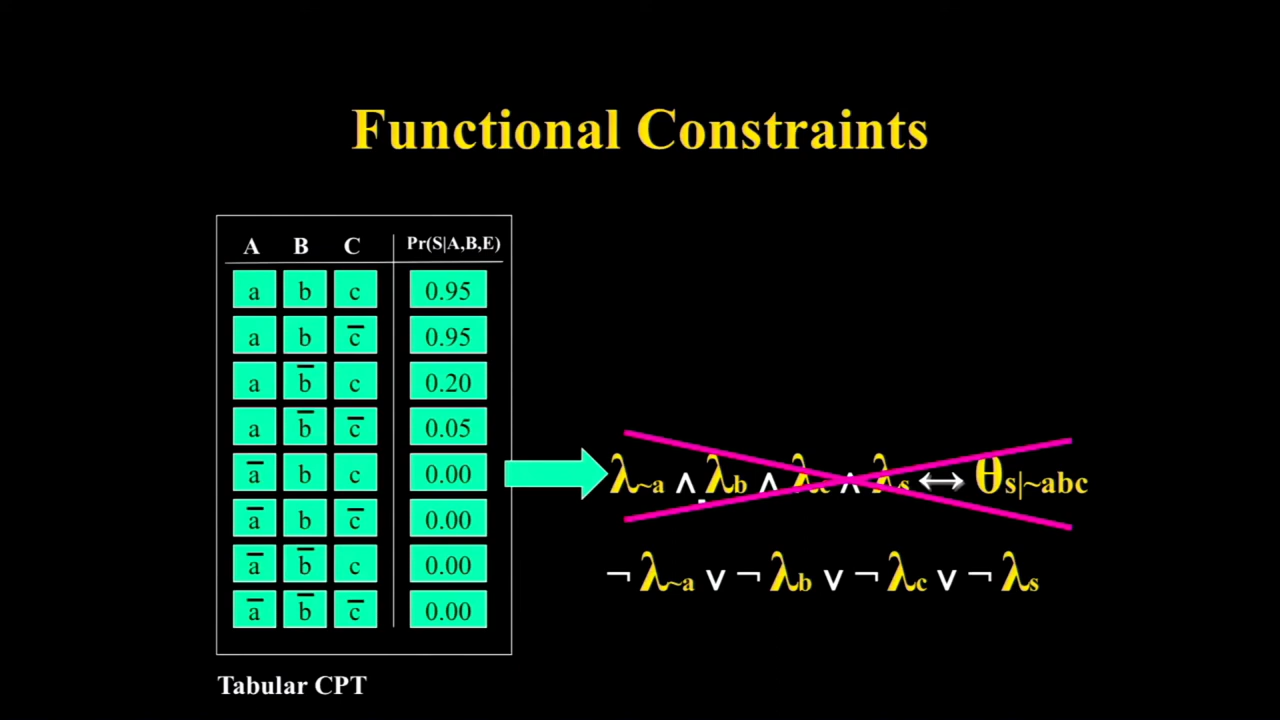 Functional Constraints
A B C Pr(S|A,B,E)
a b c 0.95
a b c̅ 0.95
a b̅ c 0.20
a b̅ c̅ 0.05
a̅ b c 0.00
a̅ b c̅ 0.00
a̅ b̅ c 0.00
a̅ b̅ c̅ 0.00
λ~a ∧ λb ∧ λc ∧ λs ↔ θs|~abc
¬ λ~a ∨ ¬ λb ∨ ¬ λc ∨ ¬ λs
Tabular CPT